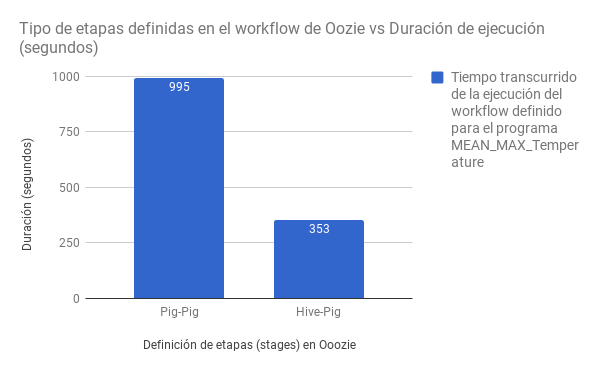 Tipo de etapas definidas en el workflow de Oozie vs Duración de ejecución
(segundos)
1000
750
500
250
0
Duración (segundos)
995
353
Pig-Pig
Hive-Pig
Definición de etapas (stages) en Ooozie
Tiempo transcurrido
de la ejecución del
workflow definido
para el programa
MEAN_MAX_Temper
ature